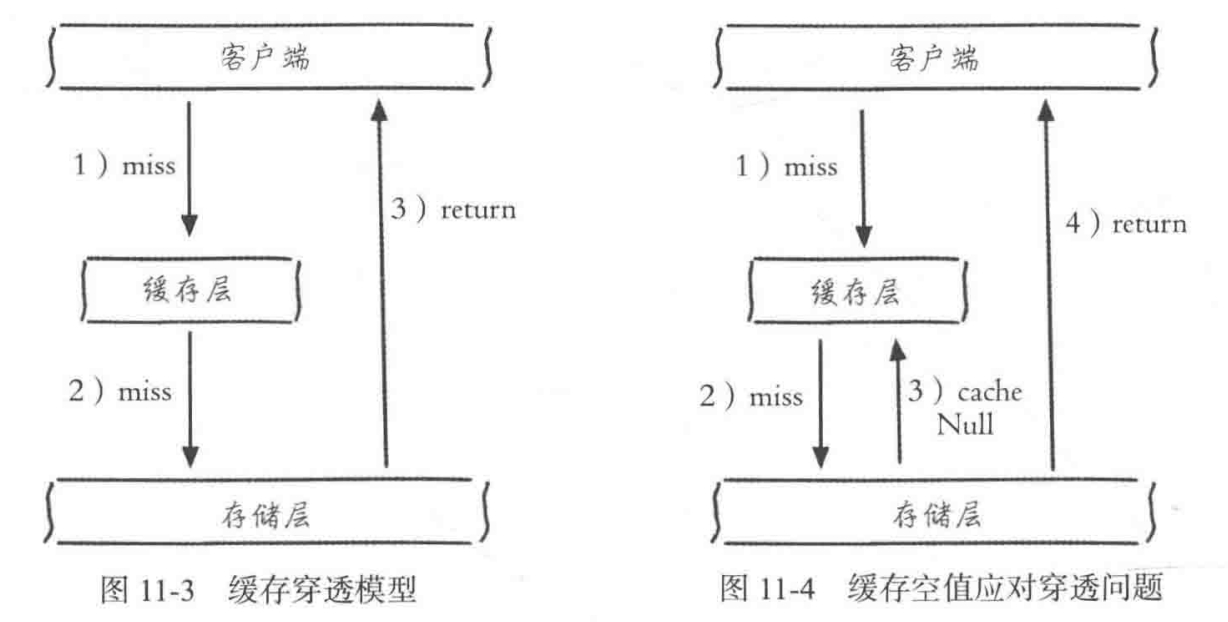 客户端
1）miss
3）return
缓存层
2）miss
存储层
图 11-3 缓存穿透模型
客户端
1）miss
4）return
缓存层
2）miss
3）cache
Null
存储层
图 11-4 缓存空值应对穿透问题